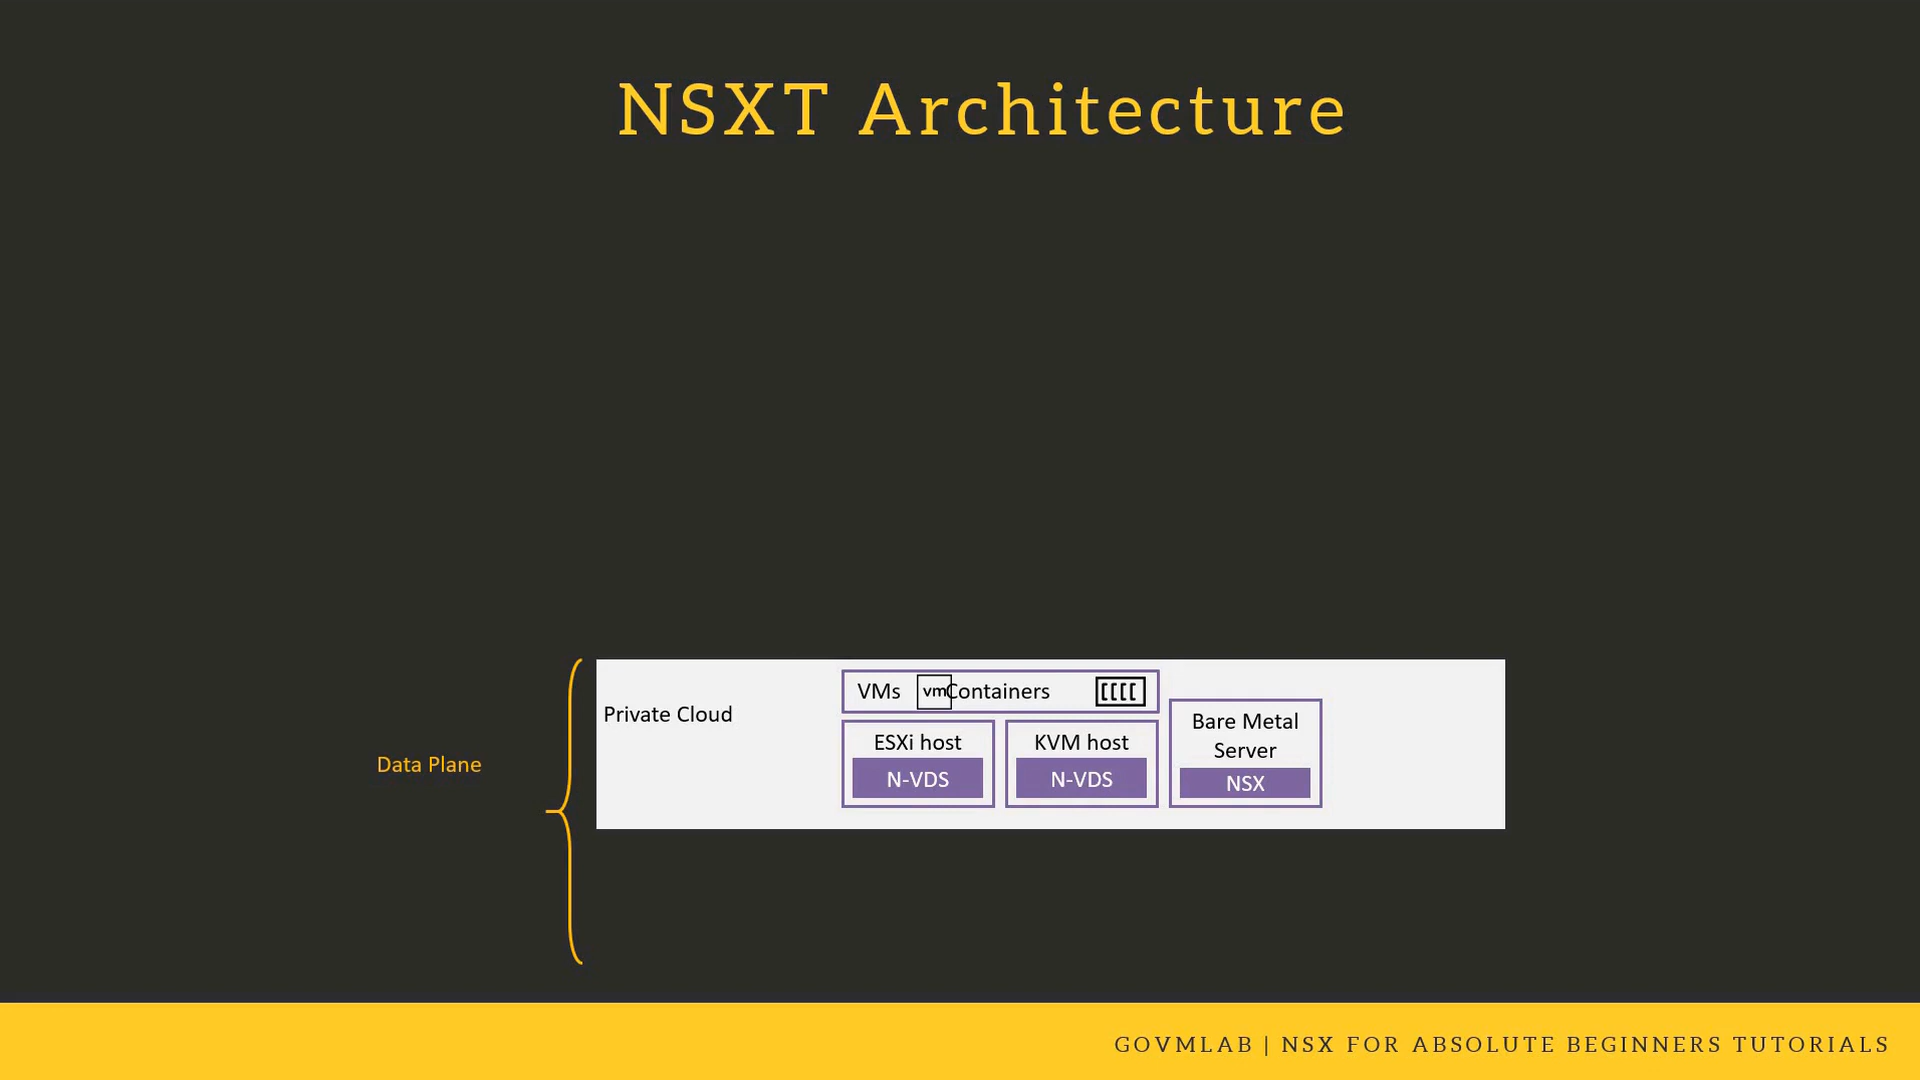 NSXT Architecture
VMs vm Containers
Private Cloud
Bare Metal
Server
ESXi host
KVM host
Data Plane
N-VDS
N-VDS
NSX
GOVMLAB | NSX FOR ABSOLUTE BEGINNERS TUTORIALS